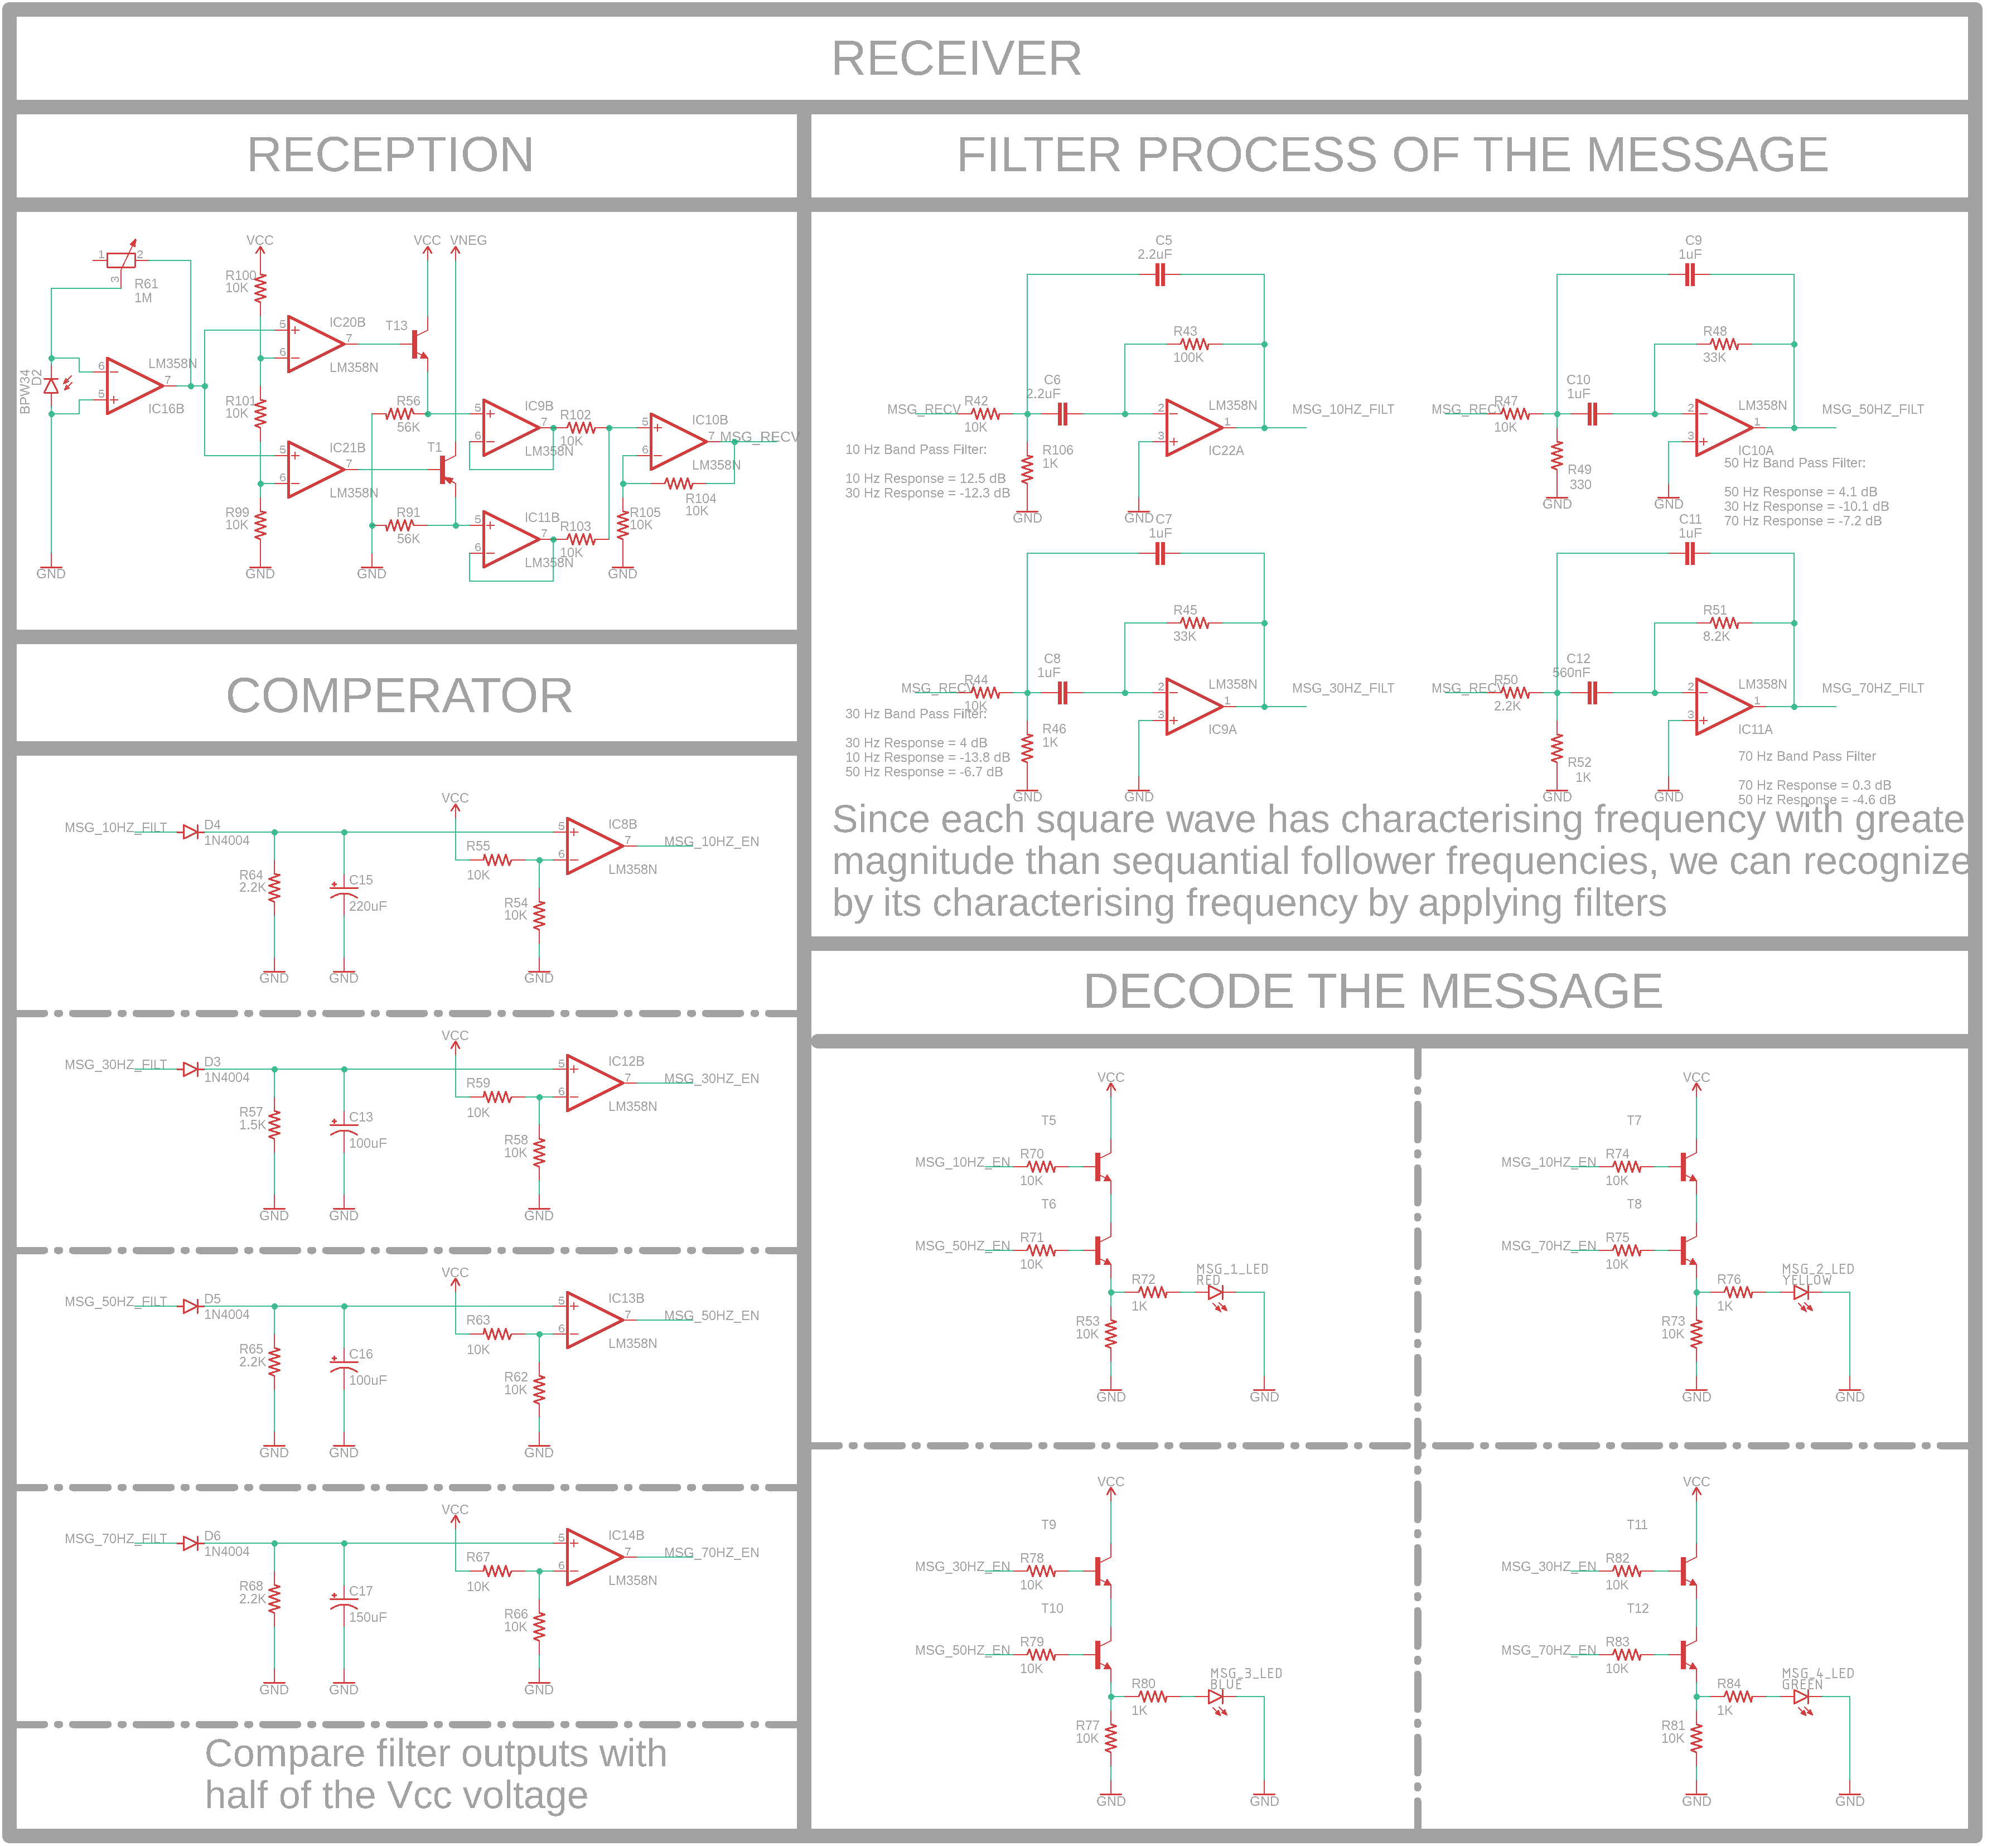 RECEIVER
RECEPTION
FILTER PROCESS OF THE MESSAGE
1
2
3
R61
1M
VCC
R100
10K
VCC
VNEG
IC20B
5
6
7
LM358N
T13
BPW34
D2
LM358N
6
5
7
IC16B
R101
10K
IC21B
5
6
7
LM358N
T1
R56
56K
IC9B
5
6
7
LM358N
R102
10K
IC10B
5
6
7
MSG_RECV
LM358N
R104
10K
R99
10K
R91
56K
IC11B
5
6
7
LM358N
R103
10K
R105
10K
GND
GND
GND
GND
C5
2.2uF
R43
100K
C6
2.2uF
MSG_RECV
R42
10K
LM358N
2
3
1
MSG_10HZ_FILT
IC22A
R106
1K
10 Hz Band Pass Filter:
10 Hz Response = 12.5 dB
30 Hz Response = -12.3 dB
GND
GND
C9
1uF
R48
33K
C10
1uF
MSG_RECV
R47
10K
LM358N
2
3
1
MSG_50HZ_FILT
IC10A
R49
330
50 Hz Band Pass Filter:
50 Hz Response = 4.1 dB
30 Hz Response = -10.1 dB
70 Hz Response = -7.2 dB
GND
GND
C7
1uF
R45
33K
C8
1uF
MSG_RECV
R44
10K
LM358N
2
3
1
MSG_30HZ_FILT
IC9A
R46
1K
30 Hz Band Pass Filter:
30 Hz Response = 4 dB
10 Hz Response = -13.8 dB
50 Hz Response = -6.7 dB
GND
GND
C11
1uF
R51
8.2K
C12
560nF
MSG_RECV
R50
2.2K
LM358N
2
3
1
MSG_70HZ_FILT
IC11A
R52
1K
70 Hz Band Pass Filter
70 Hz Response = 0.3 dB
50 Hz Response = -4.6 dB
GND
GND
Since each square wave has characterising frequency with greate
magnitude than sequantial follower frequencies, we can recognize
by its characterising frequency by applying filters
COMPERATOR
MSG_10HZ_FILT
D4
1N4004
VCC
R55
10K
5
6
7
IC8B
LM358N
MSG_10HZ_EN
R64
2.2K
C15
220uF
R54
10K
GND
GND
GND
MSG_30HZ_FILT
D3
1N4004
VCC
R59
10K
5
6
7
IC12B
LM358N
MSG_30HZ_EN
R57
1.5K
C13
100uF
R58
10K
GND
GND
GND
MSG_50HZ_FILT
D5
1N4004
VCC
R63
10K
5
6
7
IC13B
LM358N
MSG_50HZ_EN
R65
2.2K
C16
100uF
R62
10K
GND
GND
GND
MSG_70HZ_FILT
D6
1N4004
VCC
R67
10K
5
6
7
IC14B
LM358N
MSG_70HZ_EN
R68
2.2K
C17
150uF
R66
10K
GND
GND
GND
Compare filter outputs with
half of the Vcc voltage
DECODE THE MESSAGE
VCC
T5
MSG_10HZ_EN
R70
10K
T6
MSG_50HZ_EN
R71
10K
MSG_1_LED
RED
R72
1K
R53
10K
GND
GND
VCC
T7
MSG_10HZ_EN
R74
10K
T8
MSG_70HZ_EN
R75
10K
MSG_2_LED
YELLOW
R76
1K
R73
10K
GND
GND
VCC
T9
MSG_30HZ_EN
R78
10K
T10
MSG_50HZ_EN
R79
10K
MSG_3_LED
BLUE
R80
1K
R77
10K
GND
GND
VCC
T11
MSG_30HZ_EN
R82
10K
T12
MSG_70HZ_EN
R83
10K
MSG_4_LED
GREEN
R84
1K
R81
10K
GND
GND